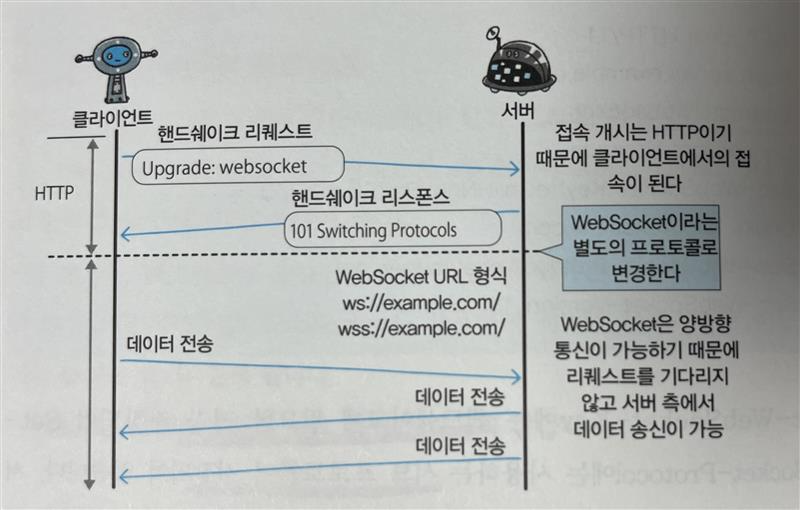 클라이언트
서버
핸드쉐이크 리퀘스트
Upgrade: websocket
접속 개시는 HTTP이기
때문에 클라이언트에서의 접
속이 된다
HTTP
핸드쉐이크 리스폰스
101 Switching Protocols
WebSocket이라는
별도의 프로토콜로
변경한다
WebSocket URL 형식
ws://example.com/
wss://example.com/
데이터 전송
WebSocket은 양방향
통신이 가능하기 때문에
리퀘스트를 기다리지
않고 서버 측에서
데이터 송신이 가능
데이터 전송
데이터 전송